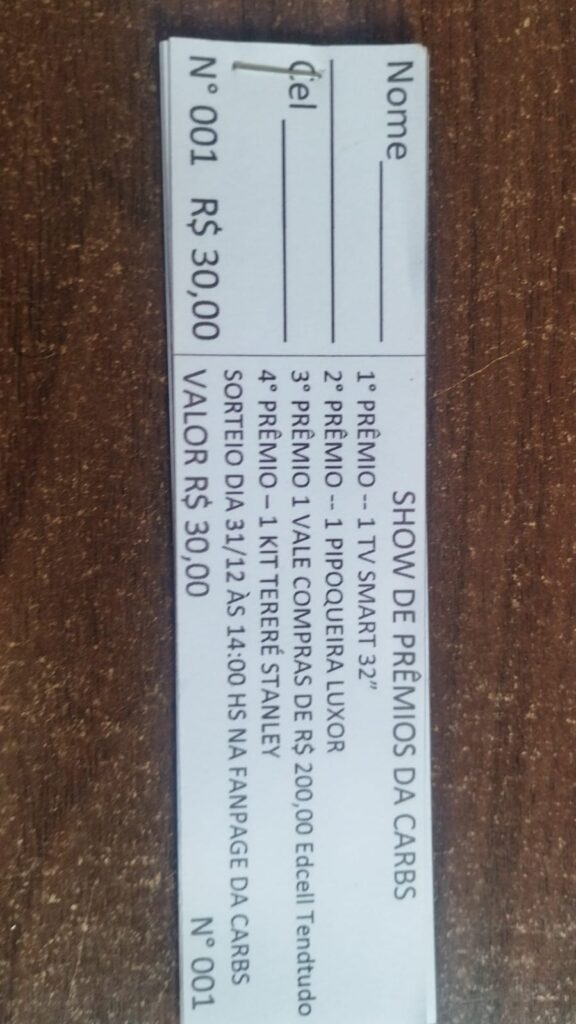 Nome
Cel
N° 001 R$ 30,00
SHOW DE PRÊMIOS DA CARBS
1° PRÊMIO -- 1 TV SMART 32”
2° PRÊMIO -- 1 PIPOQUEIRA LUXOR
3° PRÊMIO 1 VALE COMPRAS DE R$ 200,00 Edcell Tendtudo
4° PRÊMIO – 1 KIT TERERÉ STANLEY
SORTEIO DIA 31/12 ÀS 14:00 HS NA FANPAGE DA CARBS
VALOR R$ 30,00 N° 001